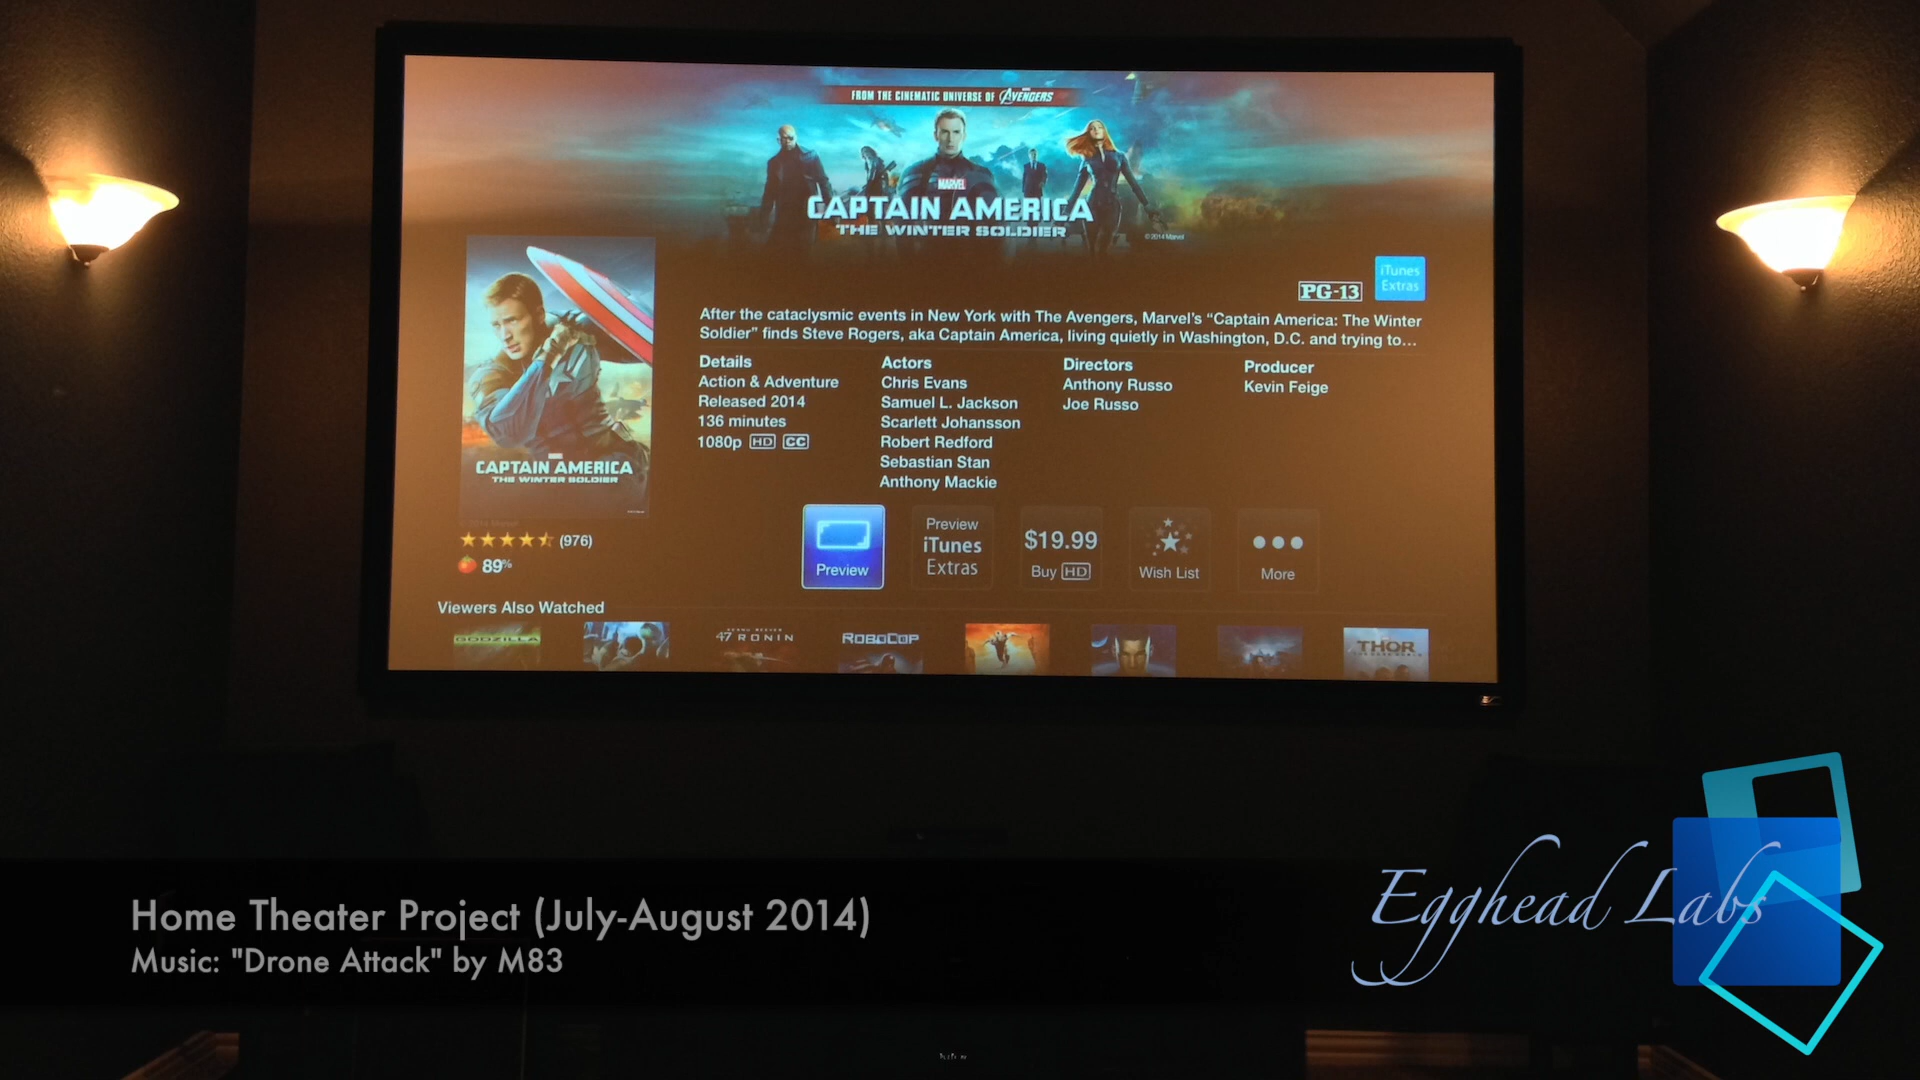 FROM THE CINEMATIC UNIVERSE OF AVENGERS
MARVEL
CAPTAIN AMERICA
THE WINTER SOLDIER
© 2014 Marvel
PG-13
iTunes
Extras
After the cataclysmic events in New York with The Avengers, Marvel's “Captain America: The Winter
Soldier” finds Steve Rogers, aka Captain America, living quietly in Washington, D.C. and trying to…
CAPTAIN AMERICA
THE WINTER SOLDIER
Details
Action & Adventure
Released 2014
136 minutes
1080p HD CC
Actors
Chris Evans
Samuel L. Jackson
Scarlett Johansson
Robert Redford
Sebastian Stan
Anthony Mackie
Directors
Anthony Russo
Joe Russo
Producer
Kevin Feige
(976)
89%
Preview
Preview
iTunes
Extras
$19.99
Buy HD
Wish List
More
Viewers Also Watched
GODZILLA
47 RONIN
ROBOCOP
THOR
Egghead Labs
Home Theater Project (July-August 2014)
Music: "Drone Attack" by M83